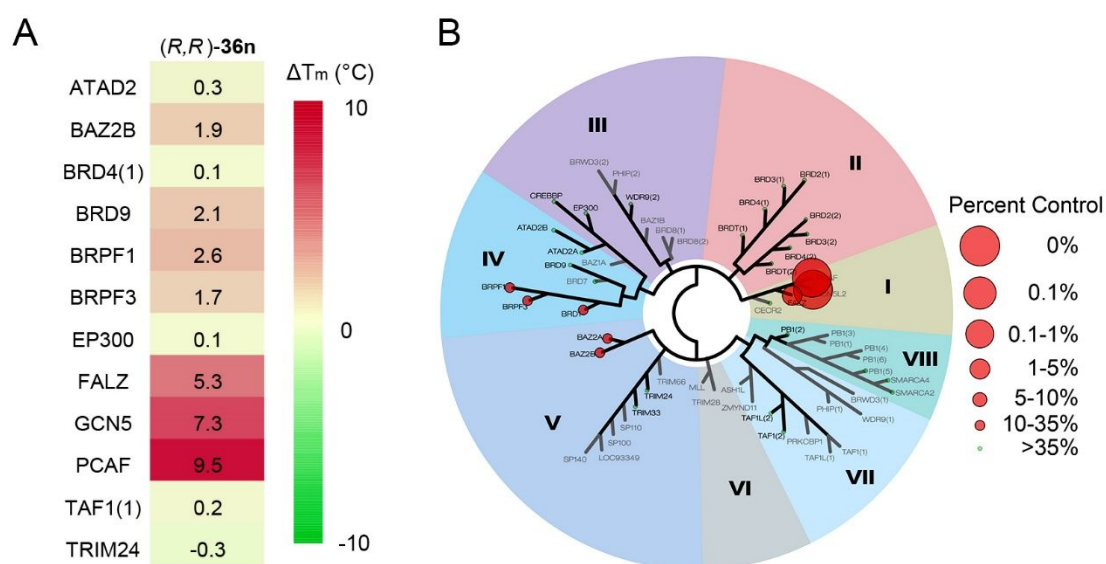 A
(R,R)-36n
ATAD2 0.3
BAZ2B 1.9
BRD4(1) 0.1
BRD9 2.1
BRPF1 2.6
BRPF3 1.7
EP300 0.1
FALZ 5.3
GCN5 7.3
PCAF 9.5
TAF1(1) 0.2
TRIM24 -0.3
ΔTm (°C)
10
0
-10
B
III
BRWD3(2)
PHIP(2)
WDR9(2)
CREBBP
EP300
BAZ1B
BRD8(1)
BRD8(2)
ATAD2B
ATAD2A
BAZ1A
IV
BRD9
BRD7
BRPF1
BRPF3
II
BRD3(1)
BRD2(1)
BRD4(1)
BRD2(2)
BRDT(1)
BRD3(2)
BRD4(2)
BRDT(2)
I
CECR2
BAZ2A
BAZ2B
V
TRIM66
TRIM24
TRIM33
SP110
SP100
SP140
LOC93349
MLL
TRIM28
VI
ASH1L
ZMYND11
PB1(2)
PB1(3)
PB1(1)
PB1(4)
PB1(6)
PB1(5)
VIII
SMARCA4
SMARCA2
BRWD3(1)
PHIP(1)
WDR9(1)
TAF1L(2)
TAF1(2)
PRKCBP1
TAF1(1)
TAF1L(1)
VII
Percent Control
0%
0.1%
0.1-1%
1-5%
5-10%
10-35%
>35%